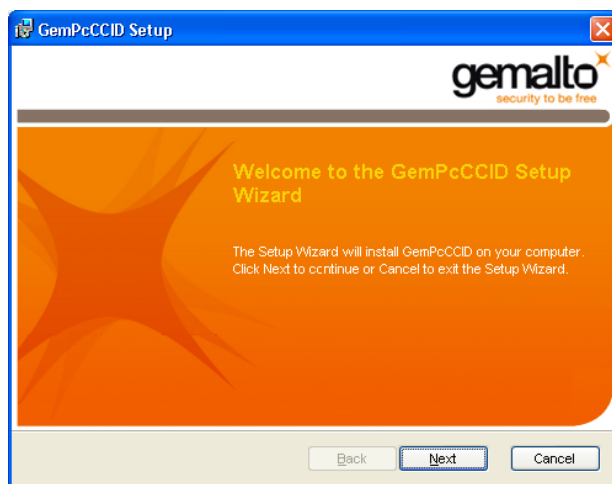 GemPcCCID Setup
gemalto
security to be free
Welcome to the GemPcCCID Setup
Wizard
The Setup Wizard will install GemPcCCID on your computer.
Click Next to continue or Cancel to exit the Setup Wizard.
Back Next Cancel